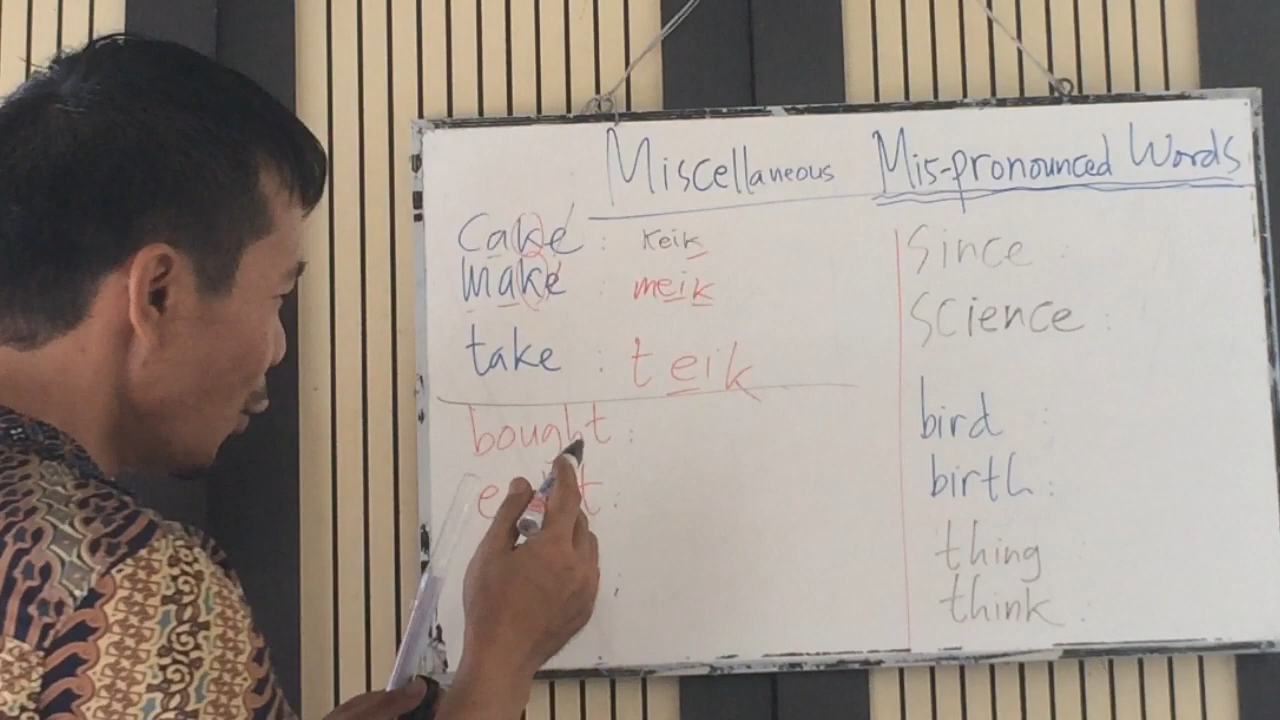 Miscellaneous Mis-pronounced Words
Cake : keik
make : meik
take : teik
bought :
Since :
Science :
bird :
birth :
thing
think :